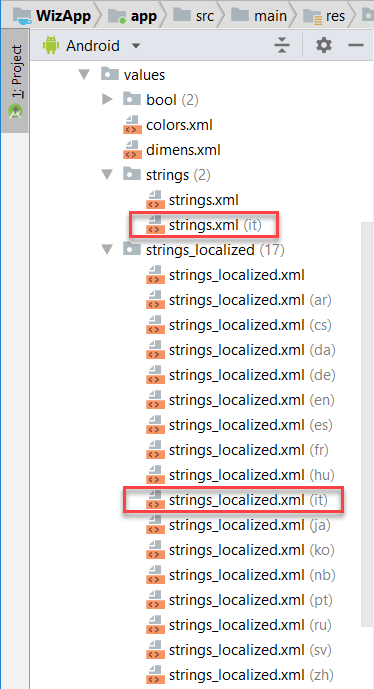 WizApp app src main res
1: Project
Android
values
bool (2)
colors.xml
dimens.xml
strings (2)
strings.xml
strings.xml (it)
strings_localized (17)
strings_localized.xml
strings_localized.xml (ar)
strings_localized.xml (cs)
strings_localized.xml (da)
strings_localized.xml (de)
strings_localized.xml (en)
strings_localized.xml (es)
strings_localized.xml (fr)
strings_localized.xml (hu)
strings_localized.xml (it)
strings_localized.xml (ja)
strings_localized.xml (ko)
strings_localized.xml (nb)
strings_localized.xml (pt)
strings_localized.xml (ru)
strings_localized.xml (sv)
strings_localized.xml (zh)